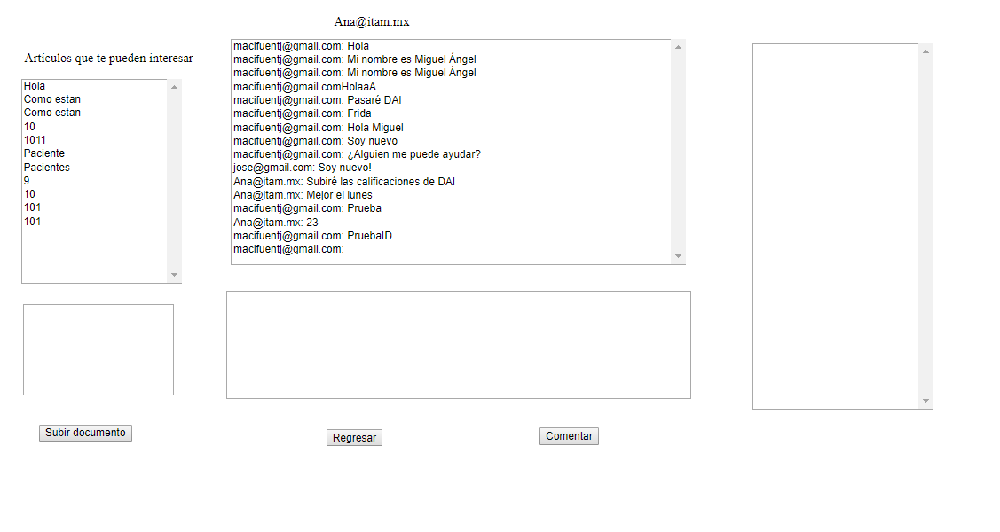 Ana@itam.mx
Artículos que te pueden interesar
Hola
Como estan
Como estan
10
1011
Paciente
Pacientes
9
10
101
101
macifuentj@gmail.com: Hola
macifuentj@gmail.com: Mi nombre es Miguel Ángel
macifuentj@gmail.com: Mi nombre es Miguel Ángel
macifuentj@gmail.comHolaaA
macifuentj@gmail.com: Pasaré DAI
macifuentj@gmail.com: Frida
macifuentj@gmail.com: Hola Miguel
macifuentj@gmail.com: Soy nuevo
macifuentj@gmail.com: ¿Alguien me puede ayudar?
jose@gmail.com: Soy nuevo!
Ana@itam.mx: Subiré las calificaciones de DAI
Ana@itam.mx: Mejor el lunes
macifuentj@gmail.com: Prueba
Ana@itam.mx: 23
macifuentj@gmail.com: PruebaID
macifuentj@gmail.com:
Subir documento
Regresar
Comentar